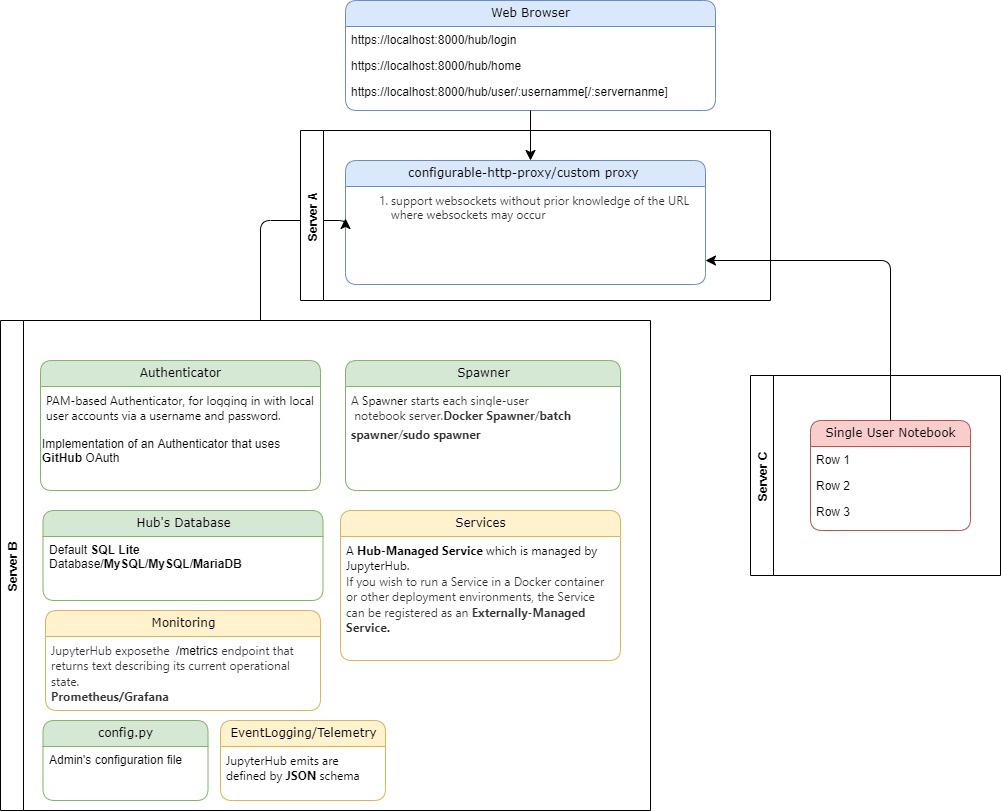 Web Browser
https://localhost:8000/hub/login
https://localhost:8000/hub/home
https://localhost:8000/hub/user/:usernamme[/:servernanme]
Server A
configurable-http-proxy/custom proxy
1. support websockets without prior knowledge of the URL
where websockets may occur
Server B
Authenticator
PAM-based Authenticator, for logging in with local
user accounts via a username and password.
Implementation of an Authenticator that uses
GitHub OAuth
Spawner
A Spawner starts each single-user
notebook server.Docker Spawner/batch
spawner/sudo spawner
Hub's Database
Default SQL Lite
Database/MySQL/MySQL/MariaDB
Services
A Hub-Managed Service which is managed by
JupyterHub.
If you wish to run a Service in a Docker container
or other deployment environments, the Service
can be registered as an Externally-Managed
Service.
Monitoring
JupyterHub exposethe /metrics endpoint that
returns text describing its current operational
state.
Prometheus/Grafana
config.py
Admin's configuration file
EventLogging/Telemetry
JupyterHub emits are
defined by JSON schema
Server C
Single User Notebook
Row 1
Row 2
Row 3